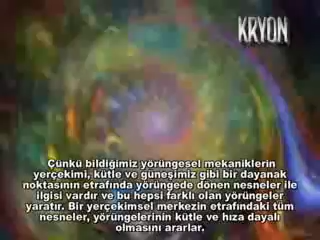 KRYON
Çünkü bildiğimiz yörüngesel mekaniklerin
yerçekimi, kütle ve güneşimiz gibi bir dayanak
noktasının etrafında yörüngede dönen nesneler ile
ilgisi vardır ve bu hepsi farklı olan yörüngeler
yaratır. Bir yerçekimsel merkezin etrafındaki tüm
nesneler, yörüngelerinin kütle ve hıza dayalı
olmasını ararlar.